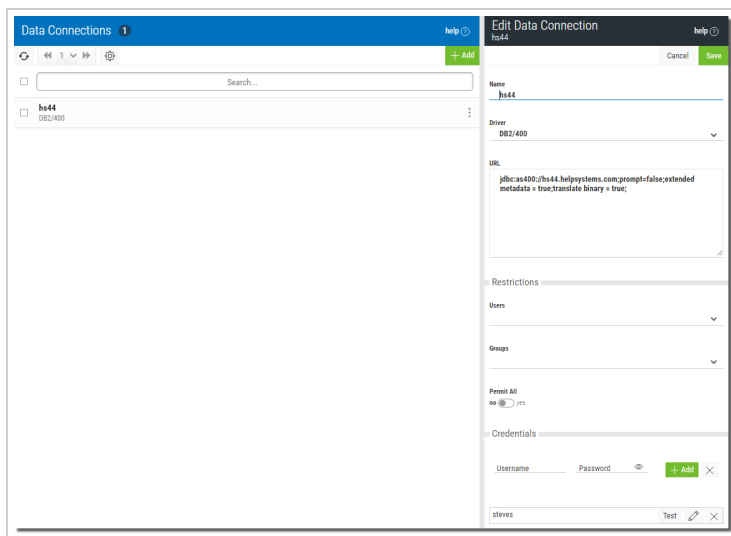 Data Connections 1
help ?
1
+ Add
Search...
hs44
DB2/400
Edit Data Connection
hs44
help ?
Cancel Save
Name
hs44
Driver
DB2/400
URL
jdbc:as400://hs44.helpsystems.com;prompt=false;extended
metadata = true;translate binary = true;
Restrictions
Users
Groups
Permit All
no yes
Credentials
Username Password + Add
steves Test